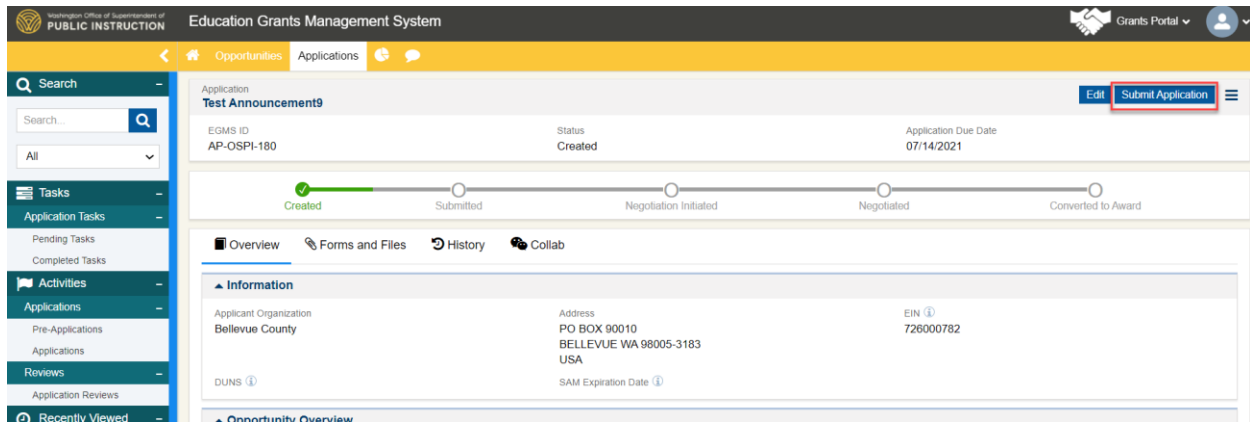 Washington Office of Superintendent of
PUBLIC INSTRUCTION
Education Grants Management System
Grants Portal
Opportunities Applications
Search
Search...
All
Tasks
Application Tasks
Pending Tasks
Completed Tasks
Activities
Applications
Pre-Applications
Applications
Reviews
Application Reviews
Recently Viewed
Application
Test Announcement9
Edit Submit Application
EGMS ID
AP-OSPI-180
Status
Created
Application Due Date
07/14/2021
Created Submitted Negotiation Initiated Negotiated Converted to Award
Overview Forms and Files History Collab
Information
Applicant Organization
Bellevue County
Address
PO BOX 90010
BELLEVUE WA 98005-3183
USA
EIN
726000782
DUNS
SAM Expiration Date
Opportunity Overview